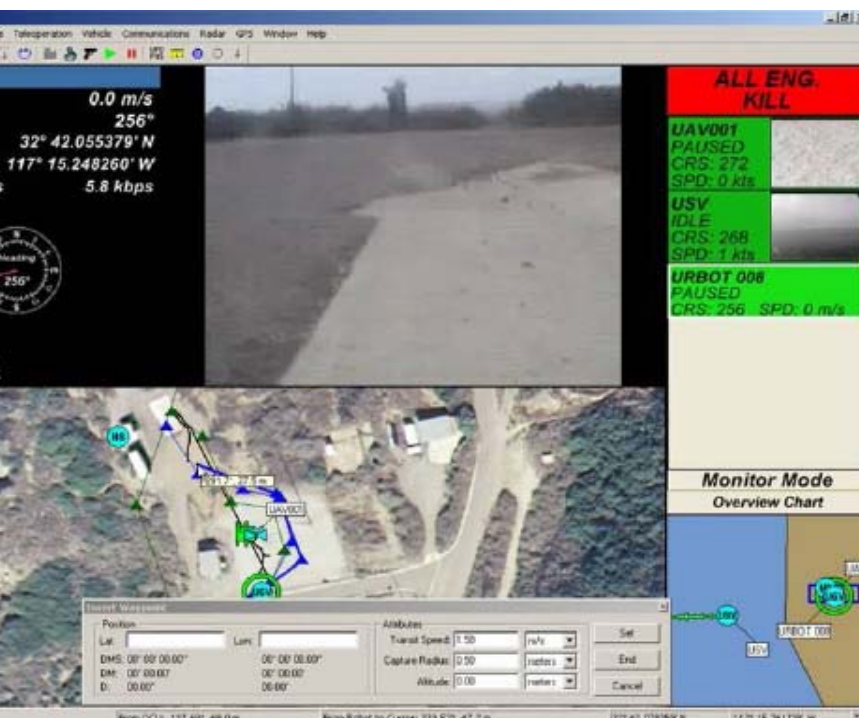 Teleoperation Vehicle Communications Radar GPS Window Help
0.0 m/s
256°
32° 42.055379' N
117° 15.248260' W
5.8 kbps
Heading
256°
ALL ENG.
KILL
UAV001
PAUSED
CRS: 272
SPD: 0 kts
USV
IDLE
CRS: 268
SPD: 1 kts
URBOT 008
PAUSED
CRS: 256 SPD: 0 m/s
HS
UAV001
Monitor Mode
Overview Chart
USV
USV
URBOT 008
Insert Waypoint
Position
Lat:
Lon:
DMS: 00° 00' 00.00" 00° 00' 00.00"
DM: 00° 00.00' 00° 00.00'
D: 00.00° 00.00°
Attributes
Transit Speed: 1.50 m/s
Capture Radius: 0.50 meters
Altitude: 0.00 meters
Set
End
Cancel